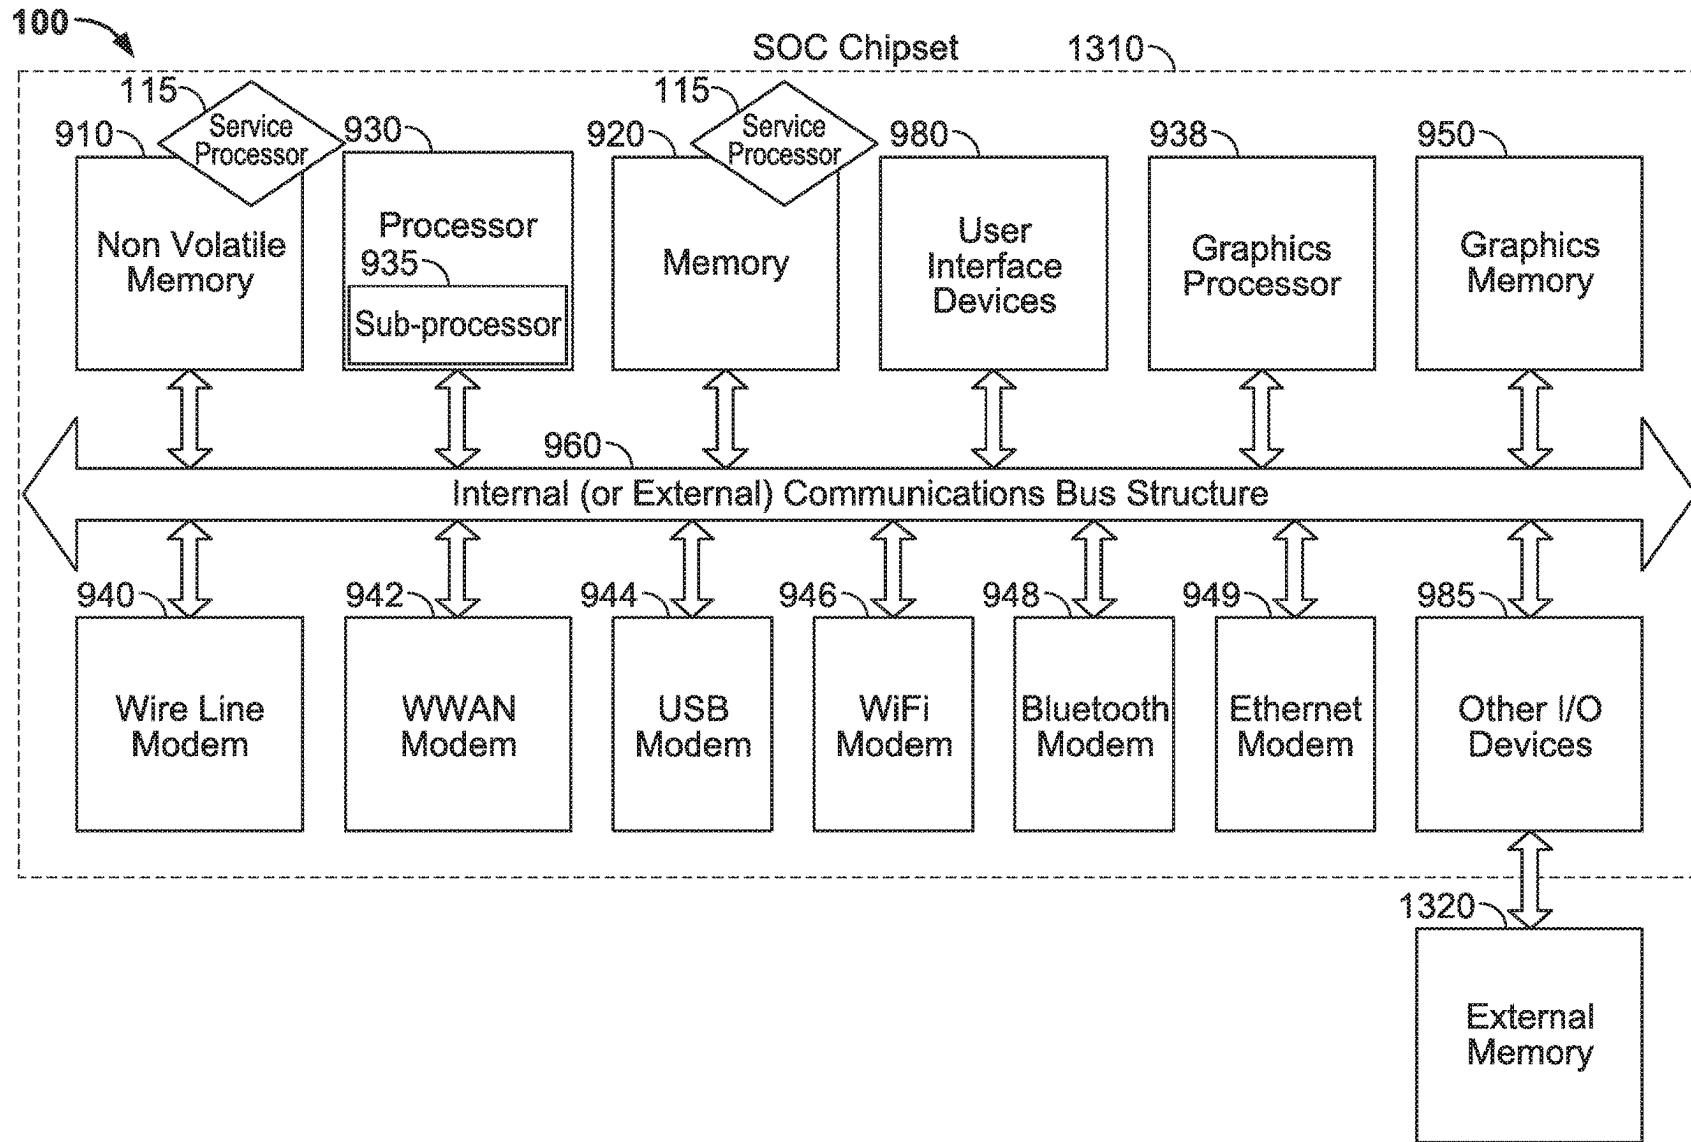 100
SOC Chipset
1310
115
Service
Processor
115
Service
Processor
910
930
920
980
938
950
Non Volatile
Memory
Processor
935
Sub-processor
Memory
User
Interface
Devices
Graphics
Processor
Graphics
Memory
960
Internal (or External) Communications Bus Structure
940
942
944
946
948
949
985
Wire Line
Modem
WWAN
Modem
USB
Modem
WiFi
Modem
Bluetooth
Modem
Ethernet
Modem
Other I/O
Devices
1320
External
Memory